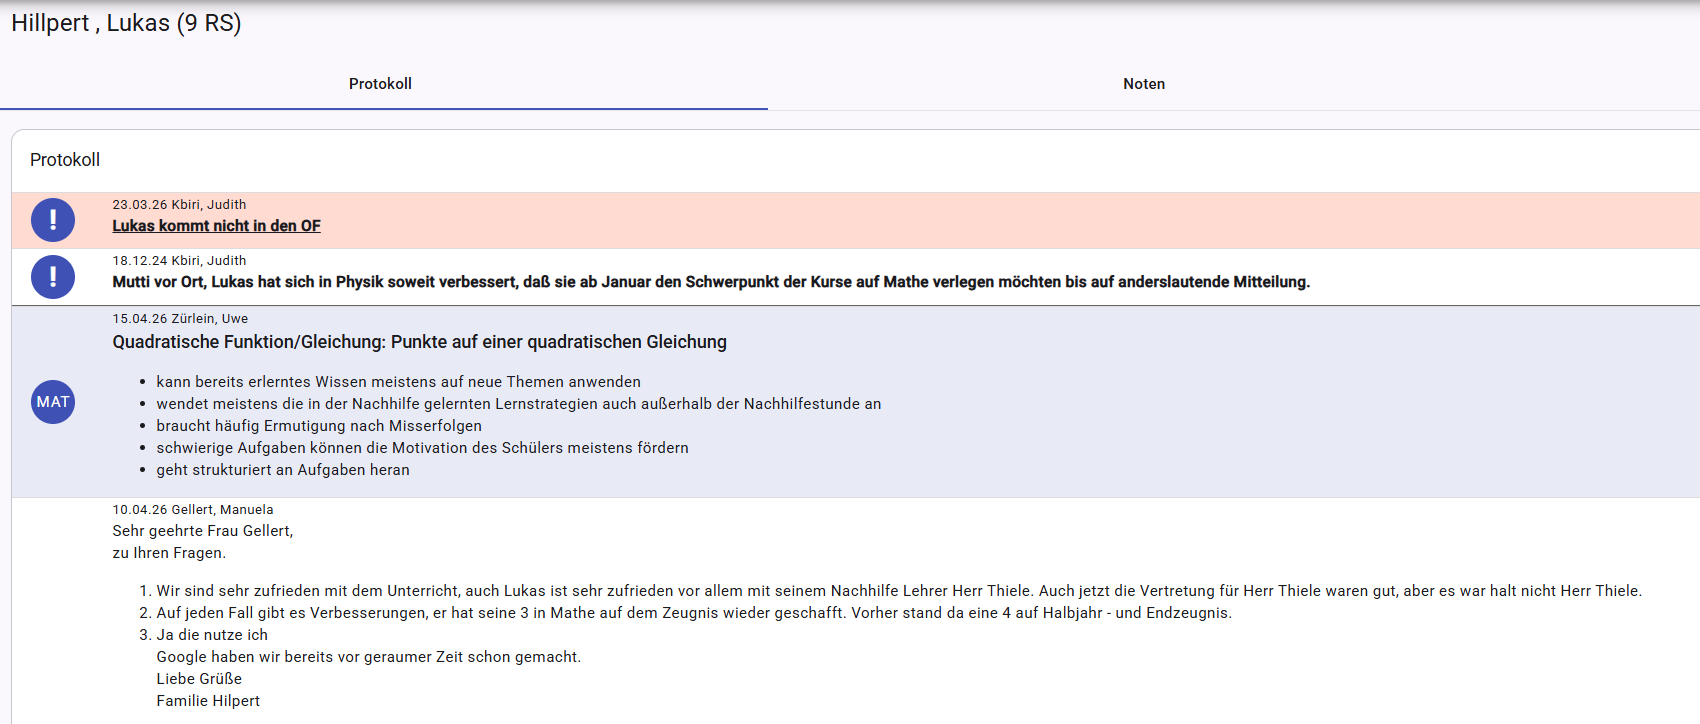 Hillpert , Lukas (9 RS)
Protokoll
Noten
Protokoll
!
23.03.26 Kbiri, Judith
Lukas kommt nicht in den OF
!
18.12.24 Kbiri, Judith
Mutti vor Ort, Lukas hat sich in Physik soweit verbessert, daß sie ab Januar den Schwerpunkt der Kurse auf Mathe verlegen möchten bis auf anderslautende Mitteilung.
15.04.26 Zürlein, Uwe
Quadratische Funktion/Gleichung: Punkte auf einer quadratischen Gleichung
MAT
• kann bereits erlerntes Wissen meistens auf neue Themen anwenden
• wendet meistens die in der Nachhilfe gelernten Lernstrategien auch außerhalb der Nachhilfestunde an
• braucht häufig Ermutigung nach Misserfolgen
• schwierige Aufgaben können die Motivation des Schülers meistens fördern
• geht strukturiert an Aufgaben heran
10.04.26 Gellert, Manuela
Sehr geehrte Frau Gellert,
zu Ihren Fragen.
1. Wir sind sehr zufrieden mit dem Unterricht, auch Lukas ist sehr zufrieden vor allem mit seinem Nachhilfe Lehrer Herr Thiele. Auch jetzt die Vertretung für Herr Thiele waren gut, aber es war halt nicht Herr Thiele.
2. Auf jeden Fall gibt es Verbesserungen, er hat seine 3 in Mathe auf dem Zeugnis wieder geschafft. Vorher stand da eine 4 auf Halbjahr - und Endzeugnis.
3. Ja die nutze ich
Google haben wir bereits vor geraumer Zeit schon gemacht.
Liebe Grüße
Familie Hilpert